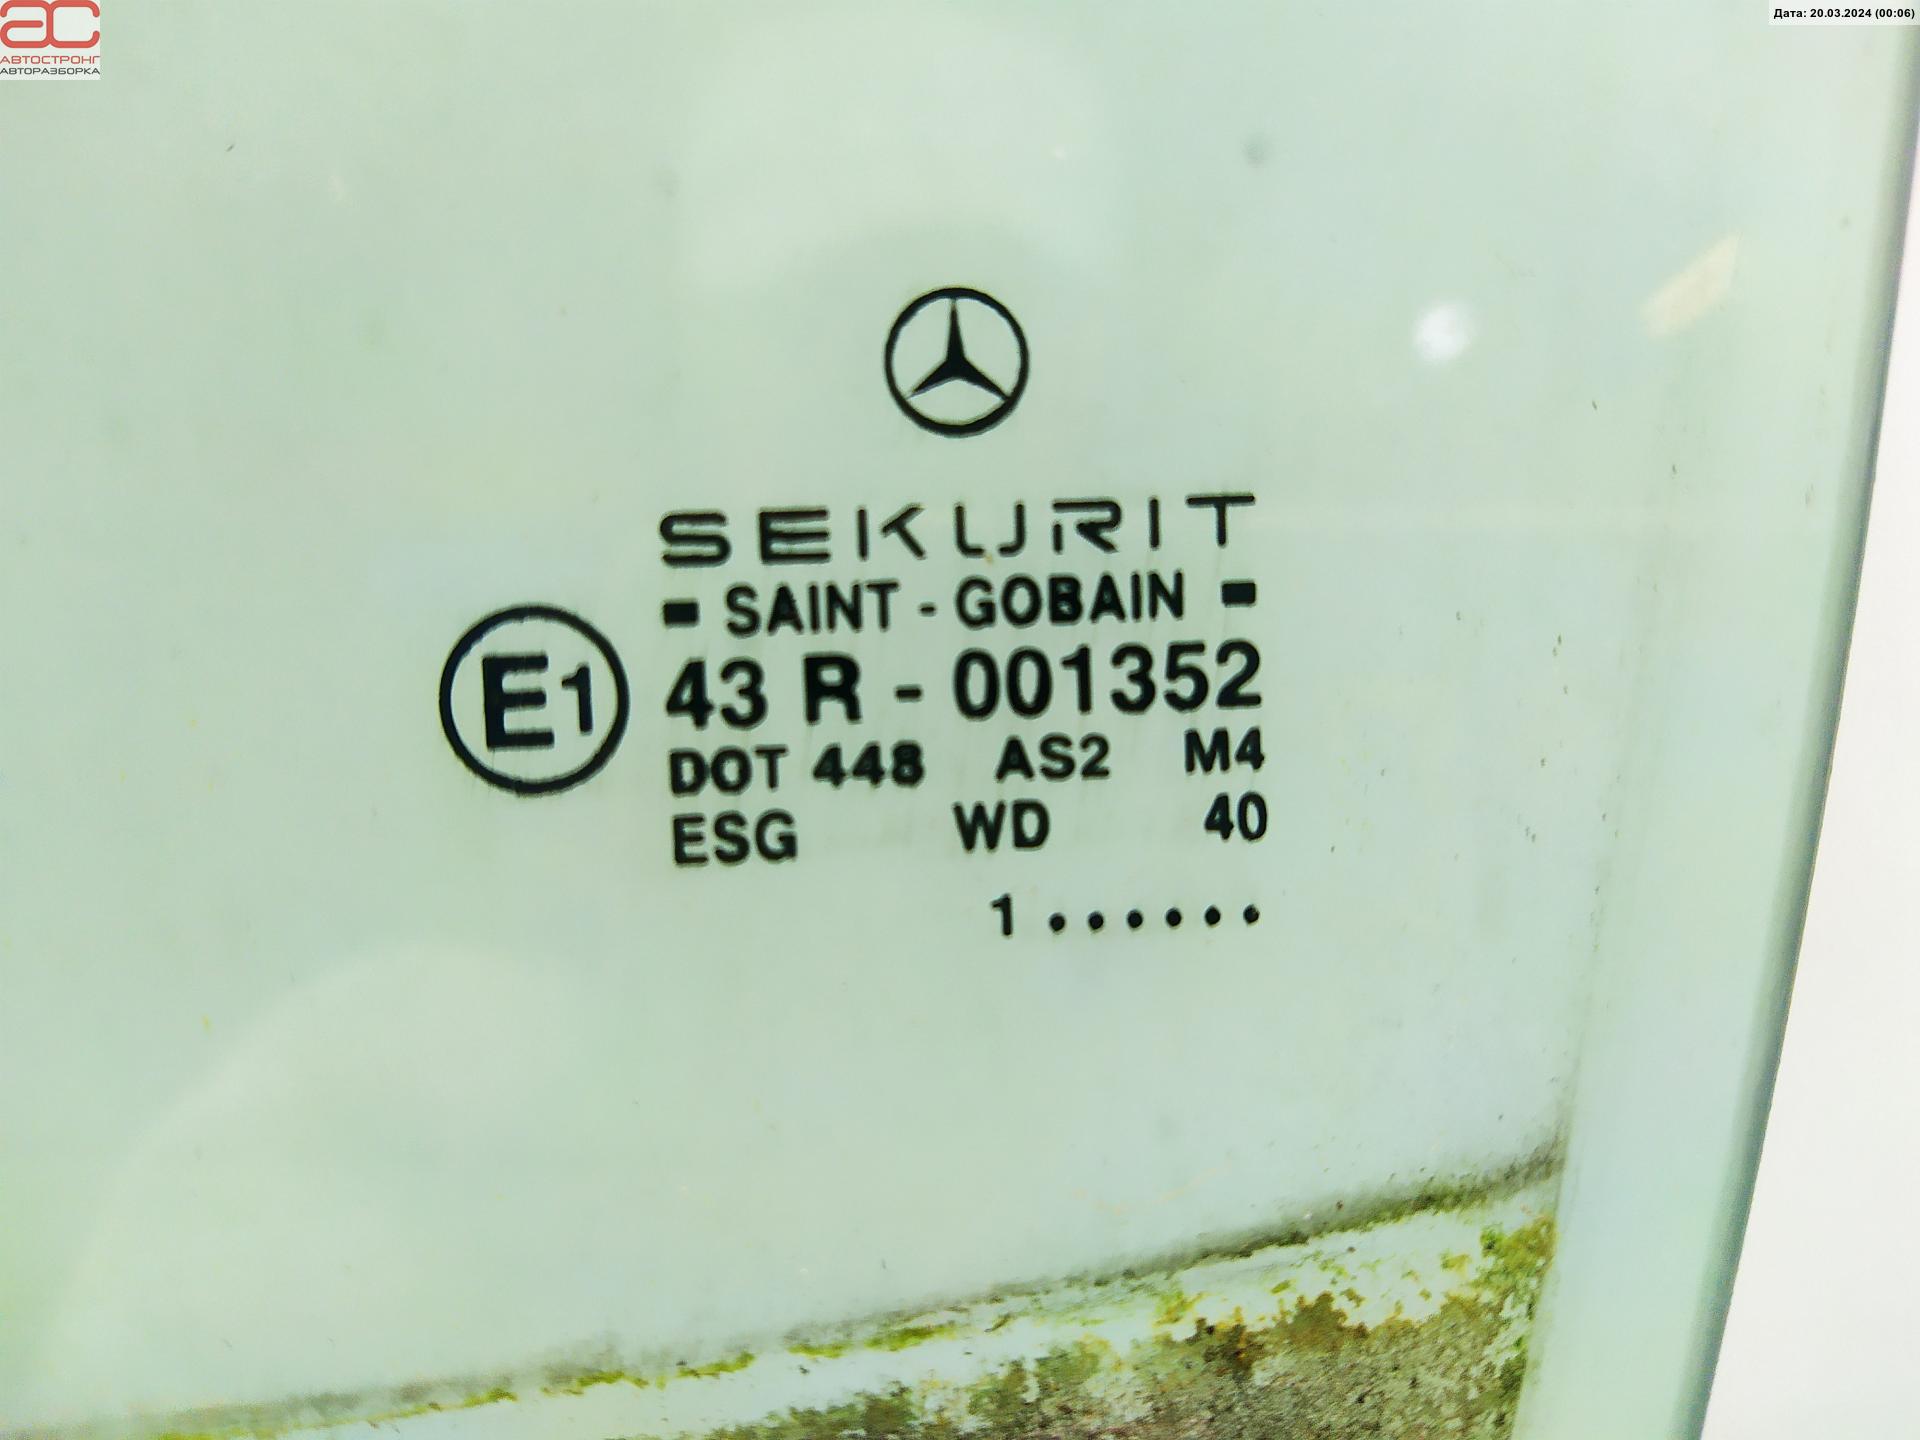 АС
АВТОСТРОНГ
АВТОРАЗБОРКА
Дата: 20.03.2024 (00:06)
SEKURIT
- SAINT - GOBAIN -
E1
43 R - 001352
DOT 448 AS2 M4
ESG WD 40
1 . . . . . .